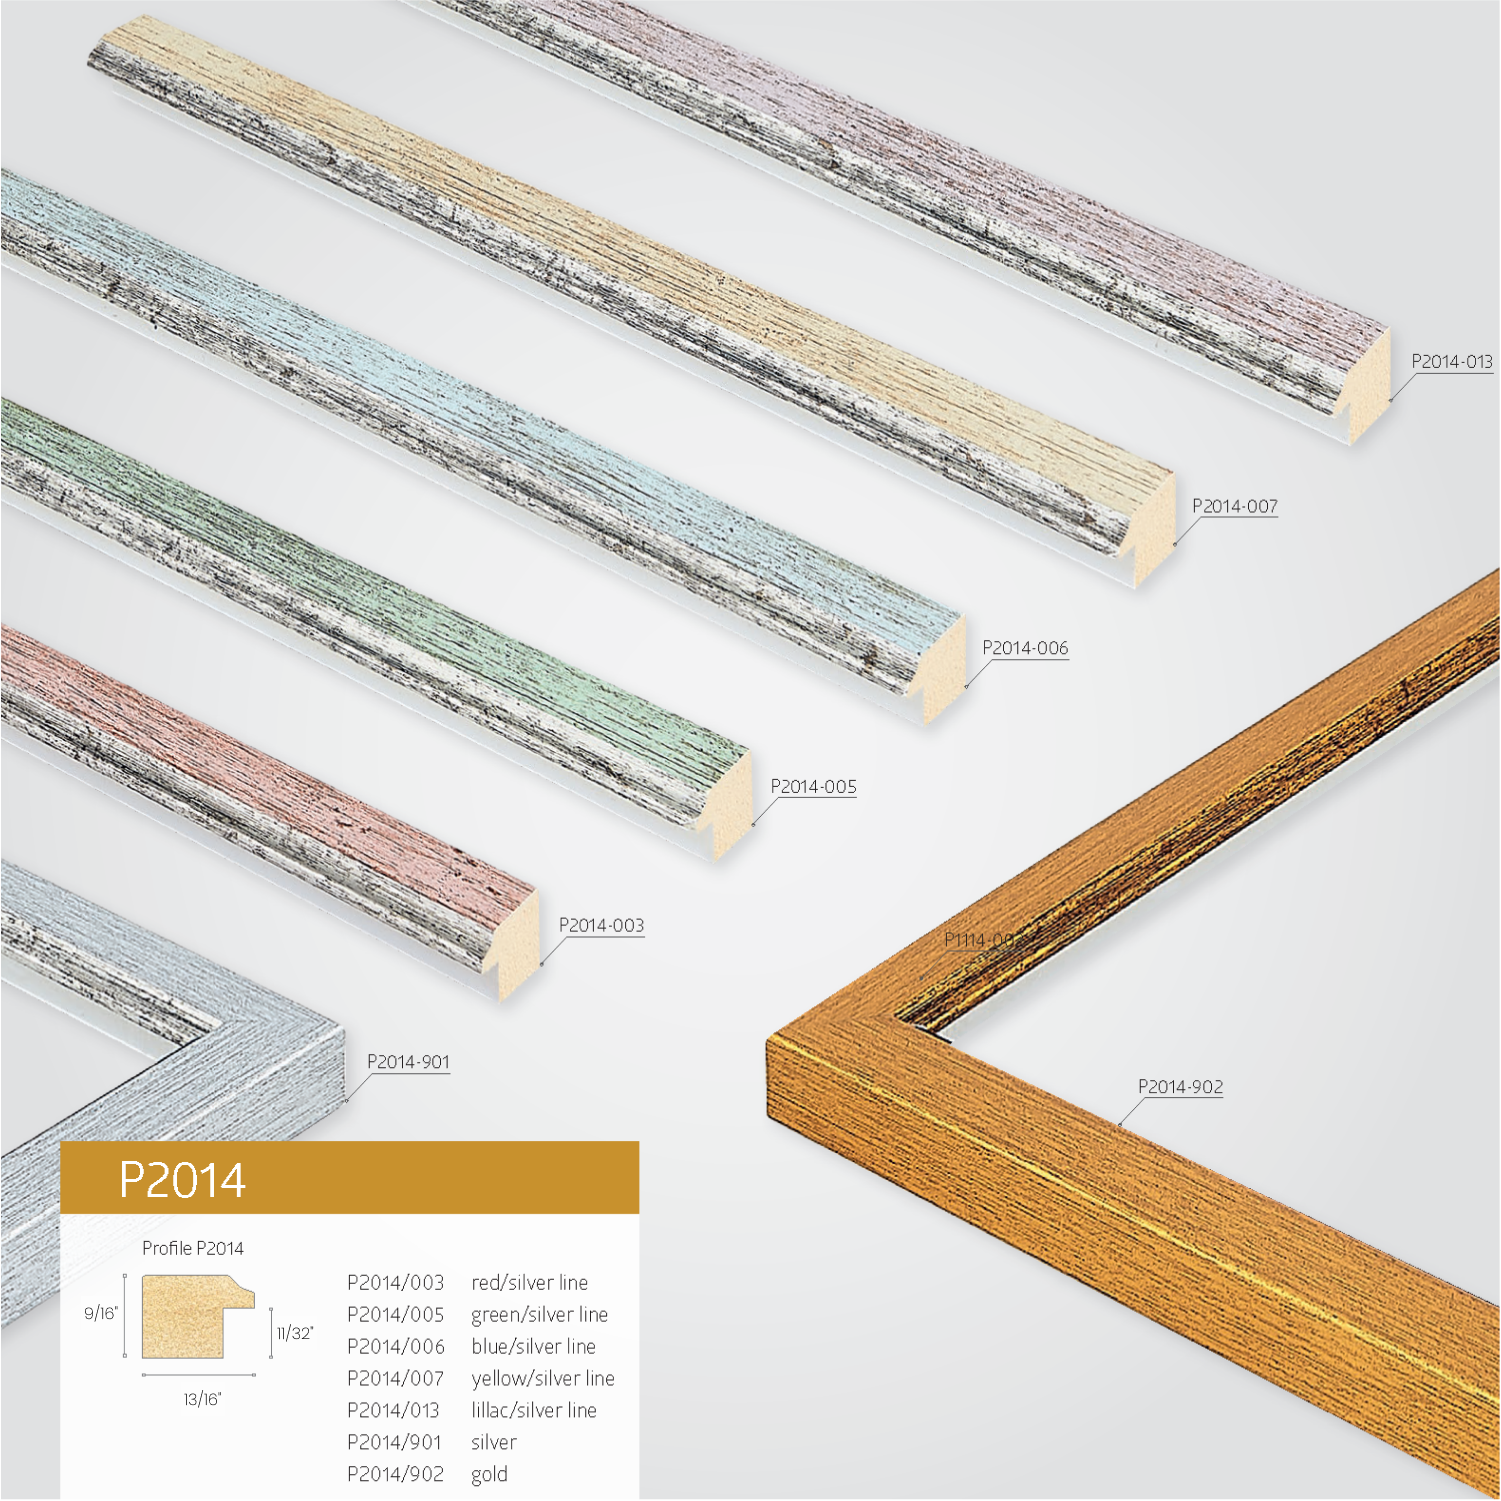 P2014-013
P2014-007
P2014-006
P2014-005
P2014-003
P2014-901
P2014-902
P2014
Profile P2014
9/16"
11/32"
13/16"
P2014/003 red/silver line
P2014/005 green/silver line
P2014/006 blue/silver line
P2014/007 yellow/silver line
P2014/013 lillac/silver line
P2014/901 silver
P2014/902 gold